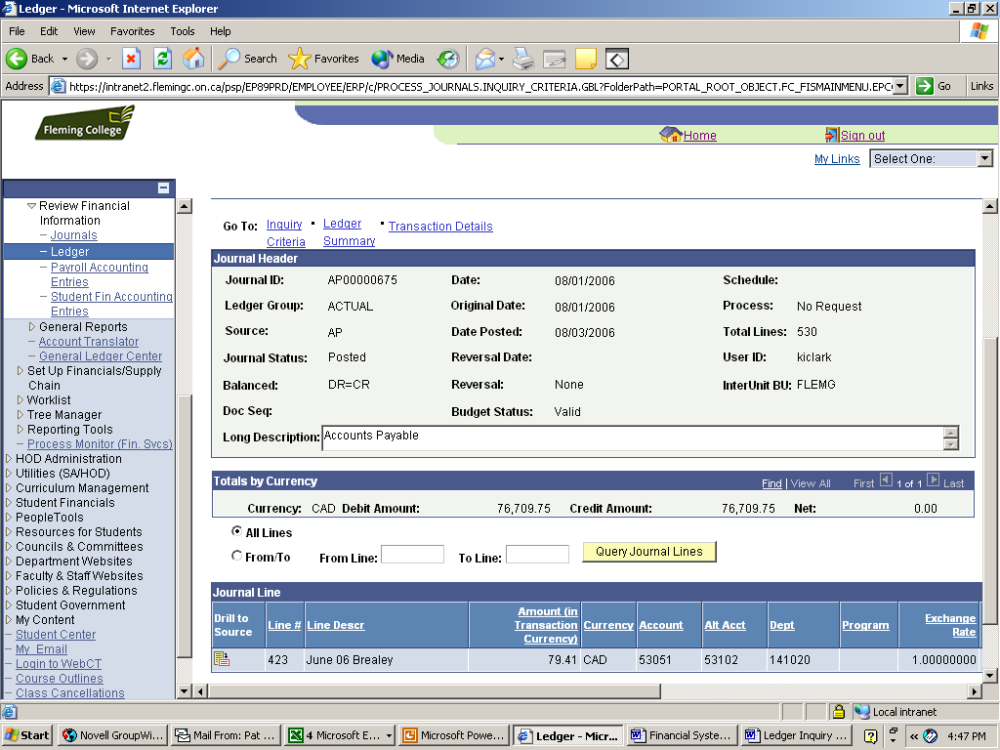 Ledger - Microsoft Internet Explorer
File Edit View Favorites Tools Help
Back Search Favorites Media
Address https://intranet2.flemingc.on.ca/psp/EP89PRD/EMPLOYEE/ERP/c/PROCESS_JOURNALS.INQUIRY_CRITERIA.GBL?FolderPath=PORTAL_ROOT_OBJECT.FC_FISMAINMENU.EPC Go Links
Fleming College
Home Sign out
My Links Select One:
Review Financial
Information
Journals
Ledger
Payroll Accounting
Entries
Student Fin Accounting
Entries
General Reports
Account Translator
General Ledger Center
Set Up Financials/Supply
Chain
Worklist
Tree Manager
Reporting Tools
Process Monitor (Fin. Svcs)
HOD Administration
Utilities (SA/HOD)
Curriculum Management
Student Financials
PeopleTools
Resources for Students
Councils & Committees
Department Websites
Faculty & Staff Websites
Policies & Regulations
Student Government
My Content
Student Center
My Email
Login to WebCT
Course Outlines
Class Cancellations
Go To: Inquiry Criteria • Ledger Summary • Transaction Details
Journal Header
Journal ID: AP00000675 Date: 08/01/2006 Schedule:
Ledger Group: ACTUAL Original Date: 08/01/2006 Process: No Request
Source: AP Date Posted: 08/03/2006 Total Lines: 530
Journal Status: Posted Reversal Date: User ID: kiclark
Balanced: DR=CR Reversal: None InterUnit BU: FLEMG
Doc Seq: Budget Status: Valid
Long Description: Accounts Payable
Totals by Currency Find | View All First 1 of 1 Last
Currency: CAD Debit Amount: 76,709.75 Credit Amount: 76,709.75 Net: 0.00
All Lines
From/To From Line: To Line: Query Journal Lines
Journal Line
Drill to Source Line # Line Descr Amount (in Transaction Currency) Currency Account Alt Acct Dept Program Exchange Rate
423 June 06 Brealey 79.41 CAD 53051 53102 141020 1.00000000
Local intranet
Start Novell GroupWi... Mail From: Pat ... 4 Microsoft E... Microsoft Powe... Ledger - Micr... Financial Syste... Ledger Inquiry ... 4:47 PM